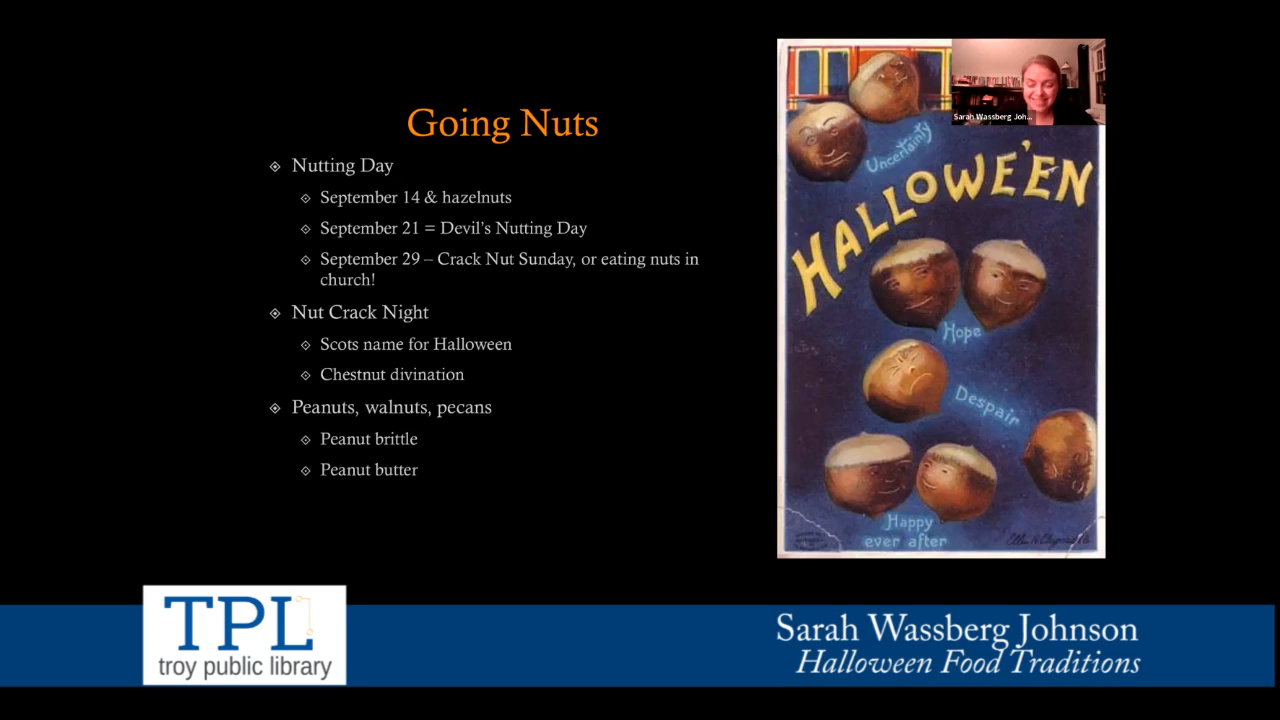 Going Nuts
Nutting Day
September 14 & hazelnuts
September 21 = Devil's Nutting Day
September 29 – Crack Nut Sunday, or eating nuts in
church!
Nut Crack Night
Scots name for Halloween
Chestnut divination
Peanuts, walnuts, pecans
Peanut brittle
Peanut butter
Sarah Wassberg Joh...
Uncertainty
HALLOWE'EN
Hope
Despair
Happy
ever after
TPL
troy public library
Sarah Wassberg Johnson
Halloween Food Traditions